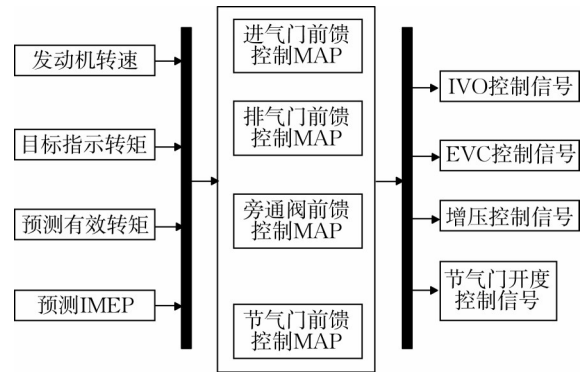 发动机转速
目标指示转矩
预测有效转矩
预测IMEP
进气门前馈
控制MAP
排气门前馈
控制MAP
旁通阀前馈
控制MAP
节气门前馈
控制MAP
IVO控制信号
EVC控制信号
增压控制信号
节气门开度
控制信号